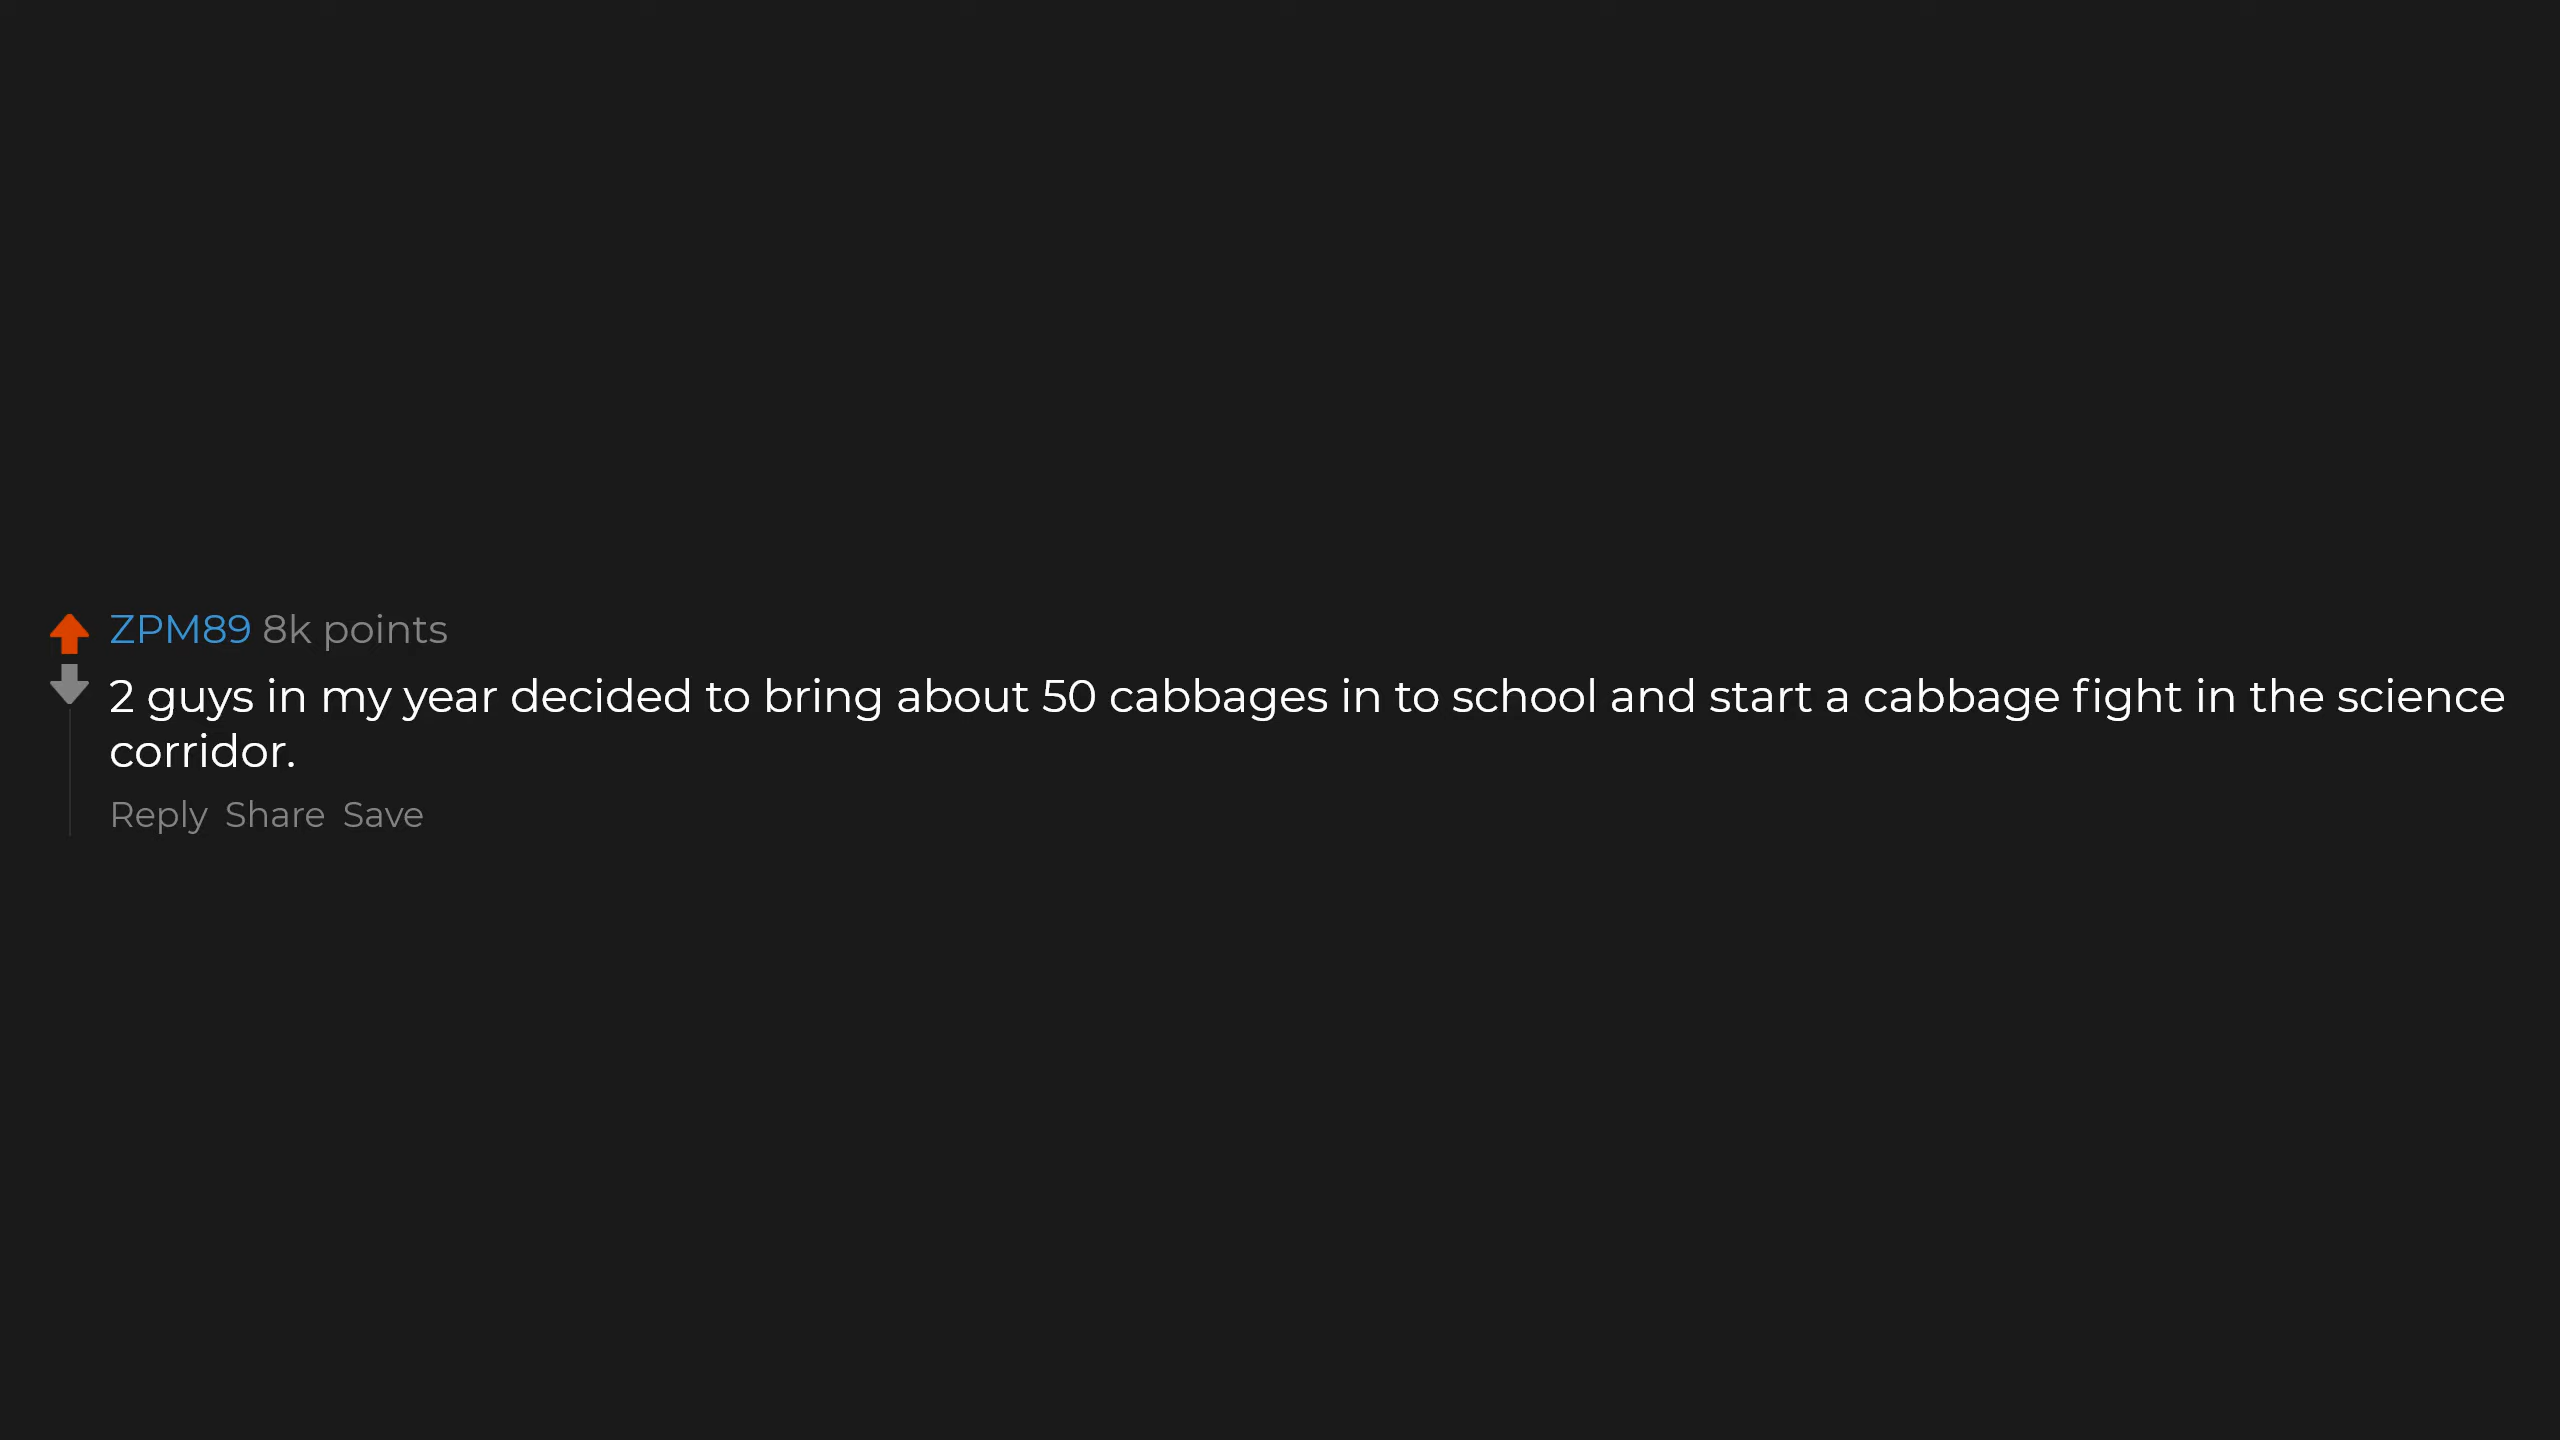 ZPM89 8k points
2 guys in my year decided to bring about 50 cabbages in to school and start a cabbage fight in the science
corridor.
Reply Share Save